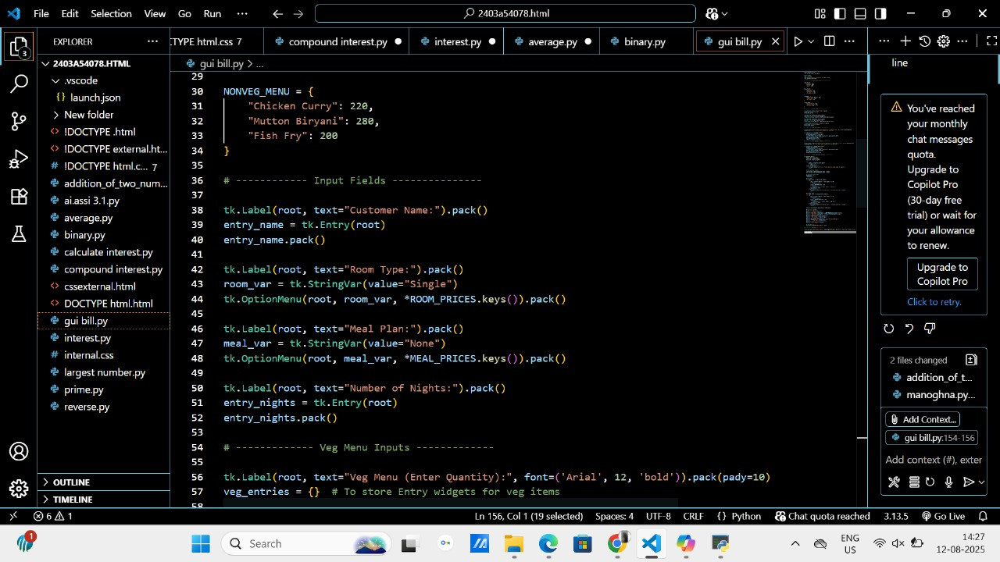 File Edit Selection View Go Run ··· 2403a54078.html
EXPLORER ···
2403A54078.HTML
.vscode
{} launch.json
New folder
<> !DOCTYPE .html
<> !DOCTYPE external.ht...
# !DOCTYPE html.c... 7
addition_of_two_num...
arassi 3.1.py
average.py
binary.py
calculate interest.py
compound interest.py
<> cssexternal.html
<> DOCTYPE html.html
gui bill.py
interest.py
# internal.css
largest number.py
prime.py
reverse.py
OUTLINE
TIMELINE
CTYPE html.css 7 compound interest.py interest.py average.py binary.py gui bill.py
gui bill.py > ...
29
30 NONVEG_MENU = {
31 "Chicken Curry": 220,
32 "Mutton Biryani": 280,
33 "Fish Fry": 200
34 }
35
36 # ------------- Input Fields -------------
37
38 tk.Label(root, text="Customer Name:").pack()
39 entry_name = tk.Entry(root)
40 entry_name.pack()
41
42 tk.Label(root, text="Room Type:").pack()
43 room_var = tk.StringVar(value="Single")
44 tk.OptionMenu(root, room_var, *ROOM_PRICES.keys()).pack()
45
46 tk.Label(root, text="Meal Plan:").pack()
47 meal_var = tk.StringVar(value="None")
48 tk.OptionMenu(root, meal_var, *MEAL_PRICES.keys()).pack()
49
50 tk.Label(root, text="Number of Nights:").pack()
51 entry_nights = tk.Entry(root)
52 entry_nights.pack()
53
54 # ------------- Veg Menu Inputs -------------
55
56 tk.Label(root, text="Veg Menu (Enter Quantity):", font=('Arial', 12, 'bold')).pack(pady=10)
57 veg_entries = {} # To store Entry widgets for veg items
58
line
You've reached
your monthly
chat messages
quota.
Upgrade to
Copilot Pro
(30-day free
trial) or wait for
your allowance
to renew.
Upgrade to
Copilot Pro
Click to retry.
2 files changed
addition_of_t...
manoghna.py...
Add Context...
gui bill.py:154-156
Add context (#), exter
6 1 Ln 156, Col 1 (19 selected) Spaces: 4 UTF-8 CRLF {} Python Chat quota reached 3.13.5 Go Live
1 Search ENG
US 14:27
12-08-2025